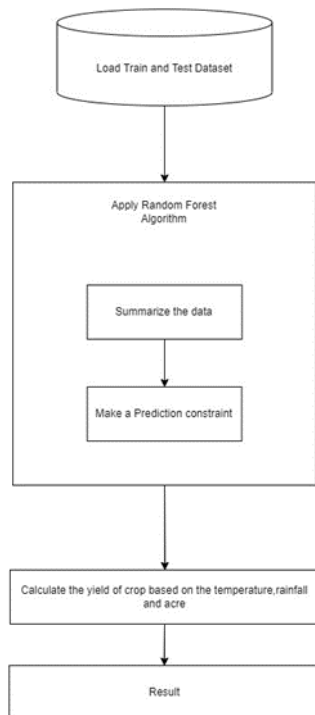 Load Train and Test Dataset
Apply Random Forest
Algorithm
Summarize the data
Make a Prediction constraint
Calculate the yield of crop based on the temperature,rainfall
and acre
Result